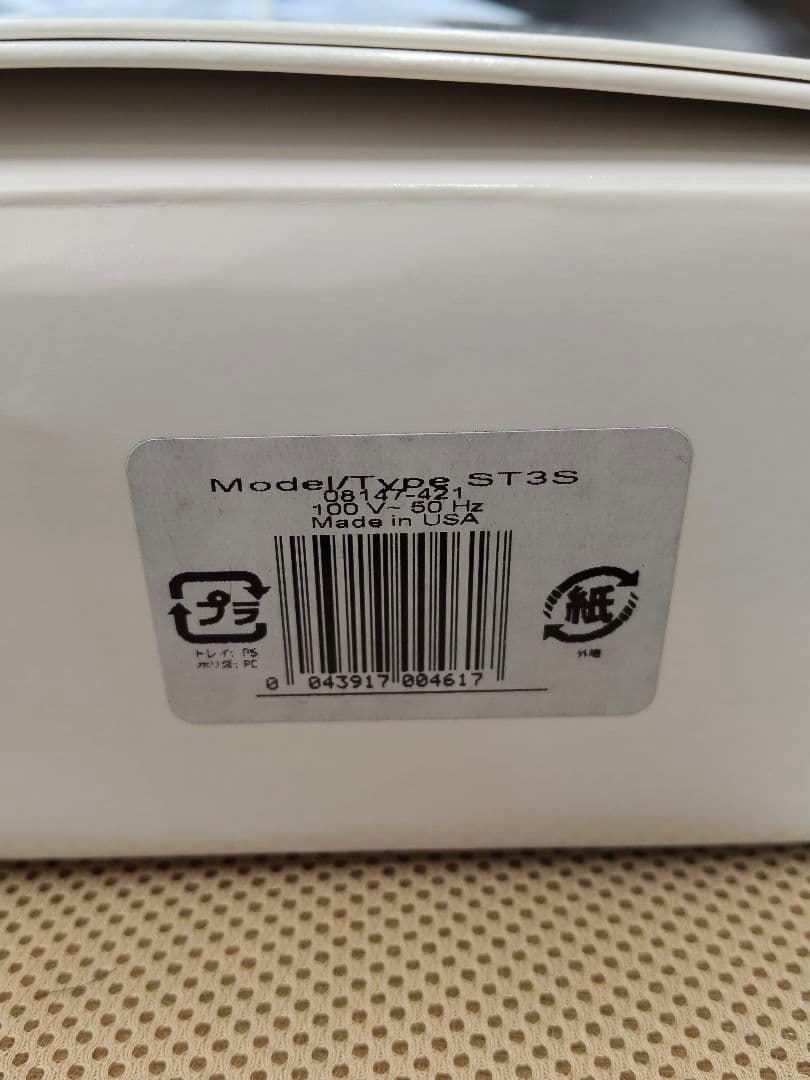 Model/Type ST3S
08147-421
100 V~ 50 Hz
Made in USA
プラ
トレイ: PS
ポリ袋: PE
紙
外箱
0 043917 004617